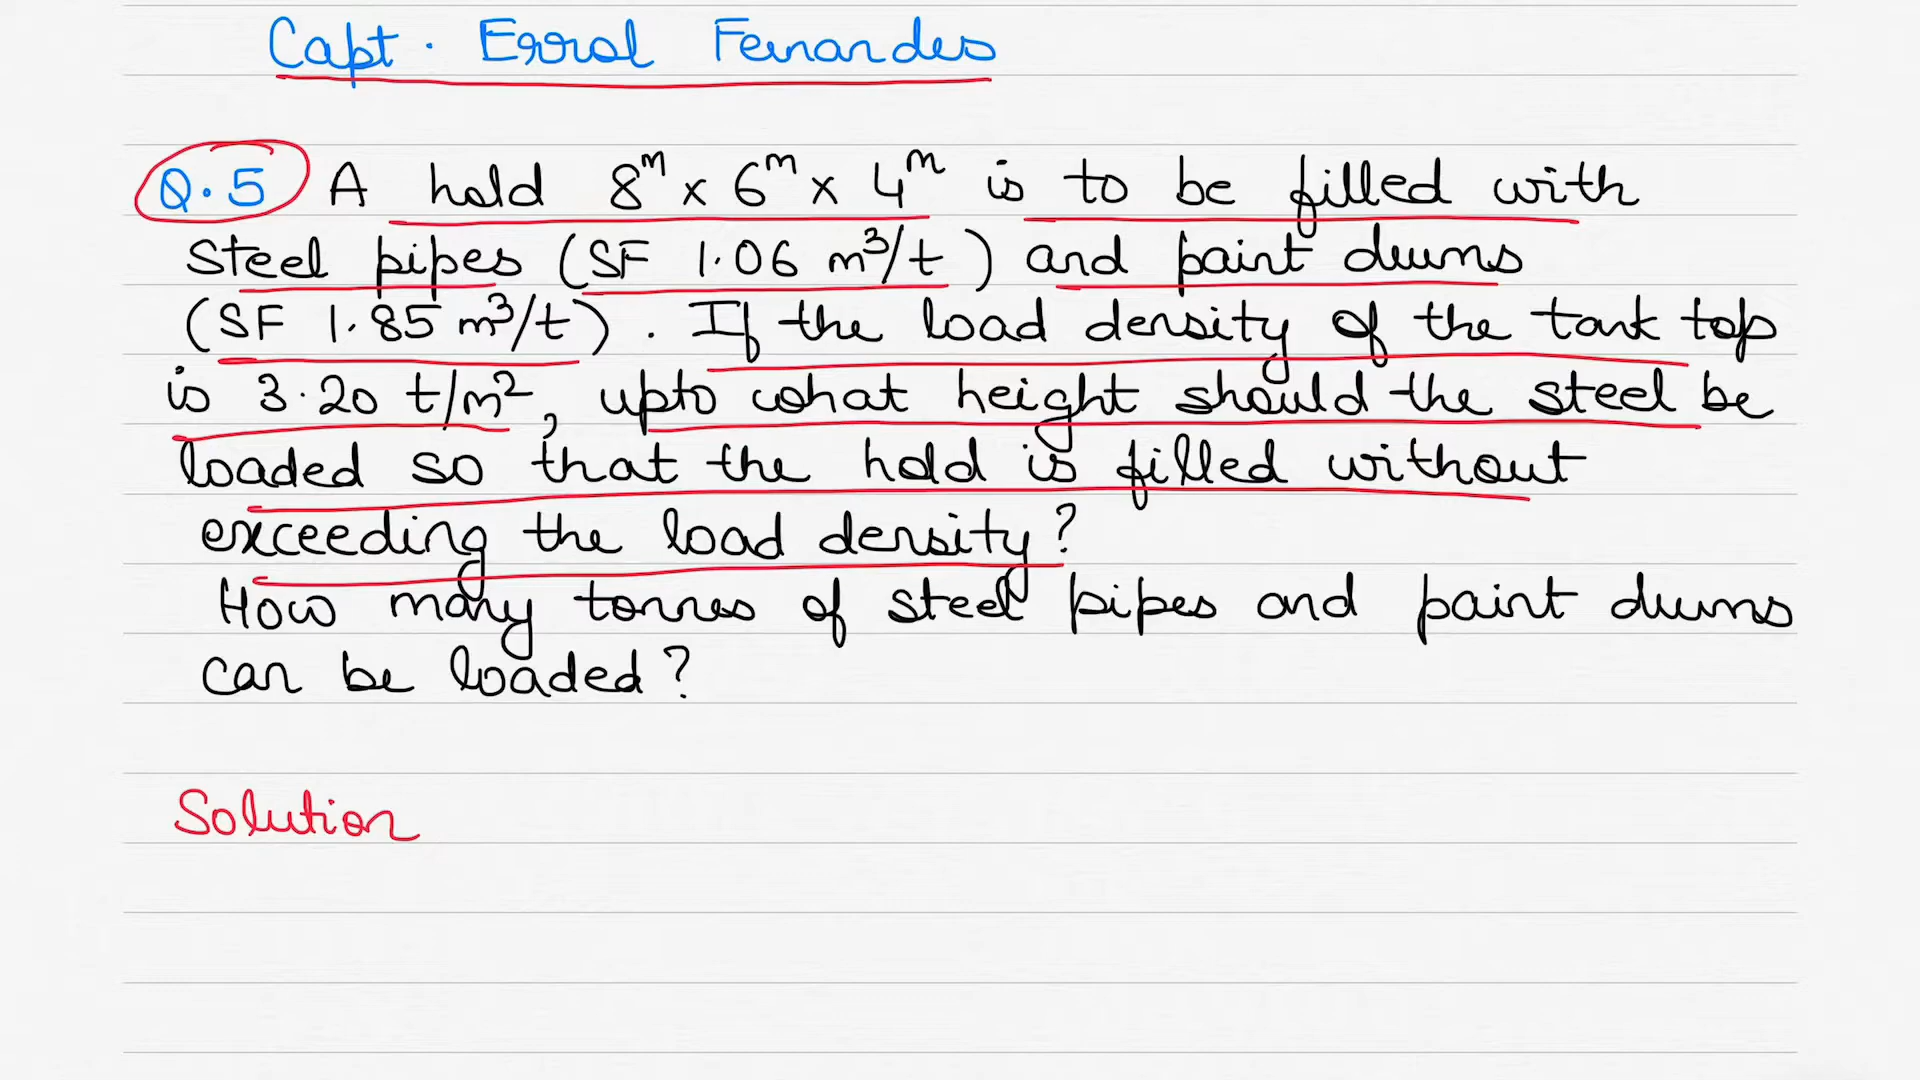 Capt. Errol Fernandes
Q.5 A hold 8ᵐ x 6ᵐ x 4ᵐ is to be filled with
steel pipes (SF 1.06 m³/t) and paint drums
(SF 1.85 m³/t). If the load density of the tank top
is 3.20 t/m², upto what height should the steel be
loaded so that the hold is filled without
exceeding the load density?
How many tonnes of steel pipes and paint drums
can be loaded?
Solution